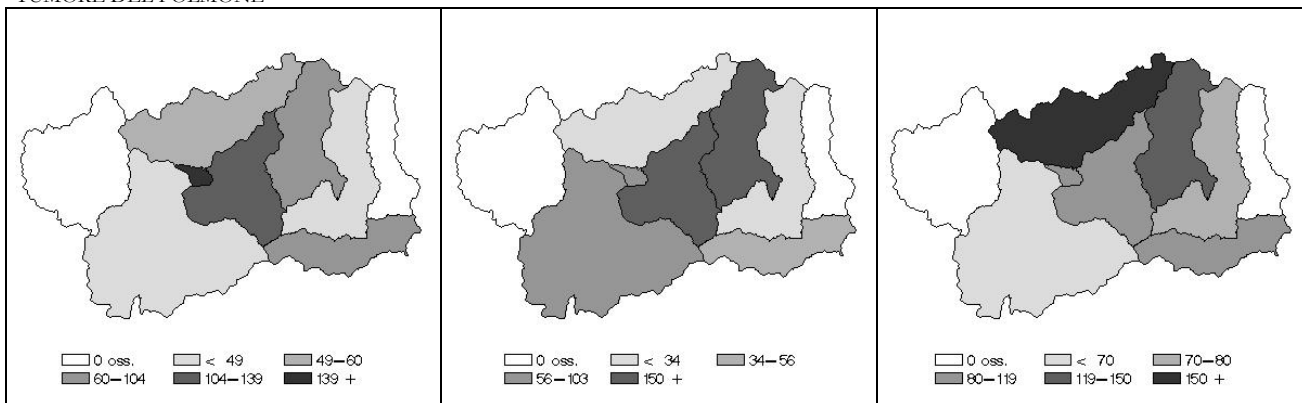 TUMORE DEL POLMONE
0 oss. < 49 49–60
60–104 104–139 139 +
0 oss. < 34 34–56
56–103 150 +
0 oss. < 70 70–80
80–119 119–150 150 +